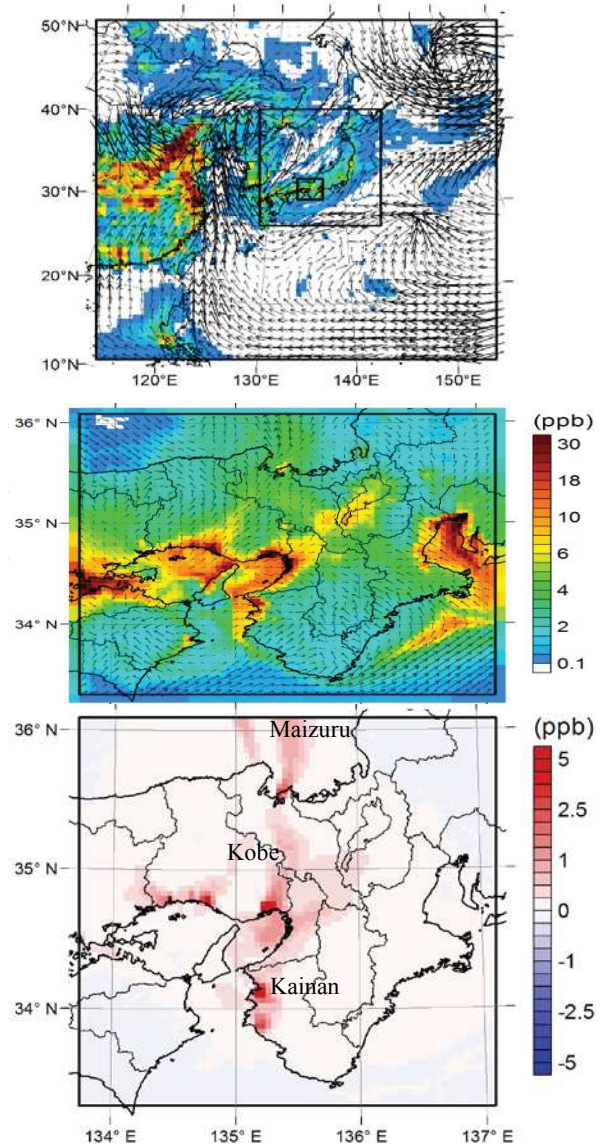 50°N
40°N
30°N
20°N
10°N
120°E 130°E 140°E 150°E
36° N
35° N
34° N
(ppb)
30
18
10
6
4
2
0.1
36° N
35° N
34° N
134° E 135° E 136° E 137° E
Maizuru
Kobe
Kainan
(ppb)
5
2.5
1
0
-1
-2.5
-5